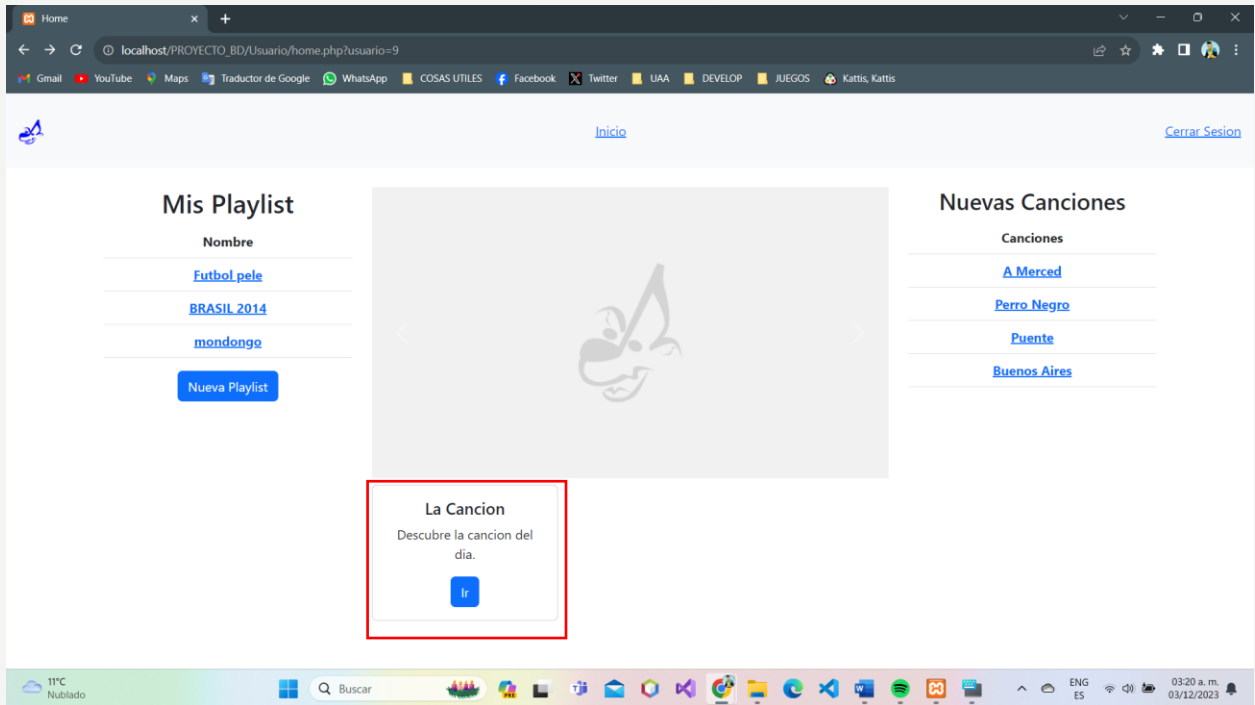 Home
localhost/PROYECTO_BD/Usuario/home.php?usuario=9
Gmail YouTube Maps Traductor de Google WhatsApp COSAS UTILES Facebook Twitter UAA DEVELOP JUEGOS Kattis, Kattis
Inicio
Cerrar Sesion
Mis Playlist
Nombre
Futbol pele
BRASIL 2014
mondongo
Nueva Playlist
Nuevas Canciones
Canciones
A Merced
Perro Negro
Puente
Buenos Aires
La Cancion
Descubre la cancion del
dia.
Ir
11°C
Nublado
Buscar
PRE
ENG
ES
03:20 a. m.
03/12/2023